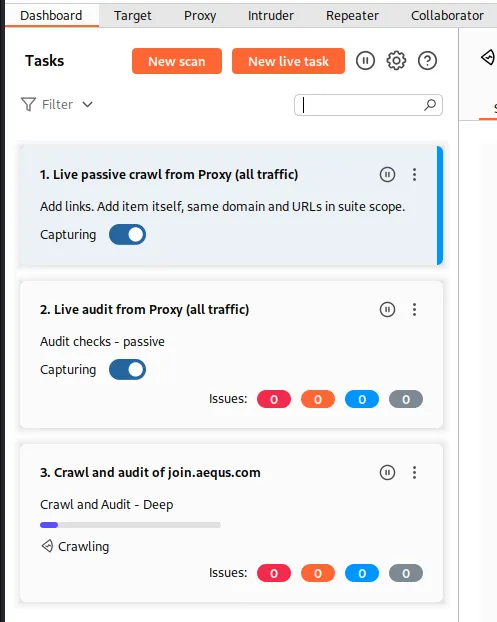 Dashboard Target Proxy Intruder Repeater Collaborator
Tasks New scan New live task
Filter
1. Live passive crawl from Proxy (all traffic)
Add links. Add item itself, same domain and URLs in suite scope.
Capturing
2. Live audit from Proxy (all traffic)
Audit checks - passive
Capturing
Issues: 0 0 0 0
3. Crawl and audit of join.aequs.com
Crawl and Audit - Deep
Crawling
Issues: 0 0 0 0